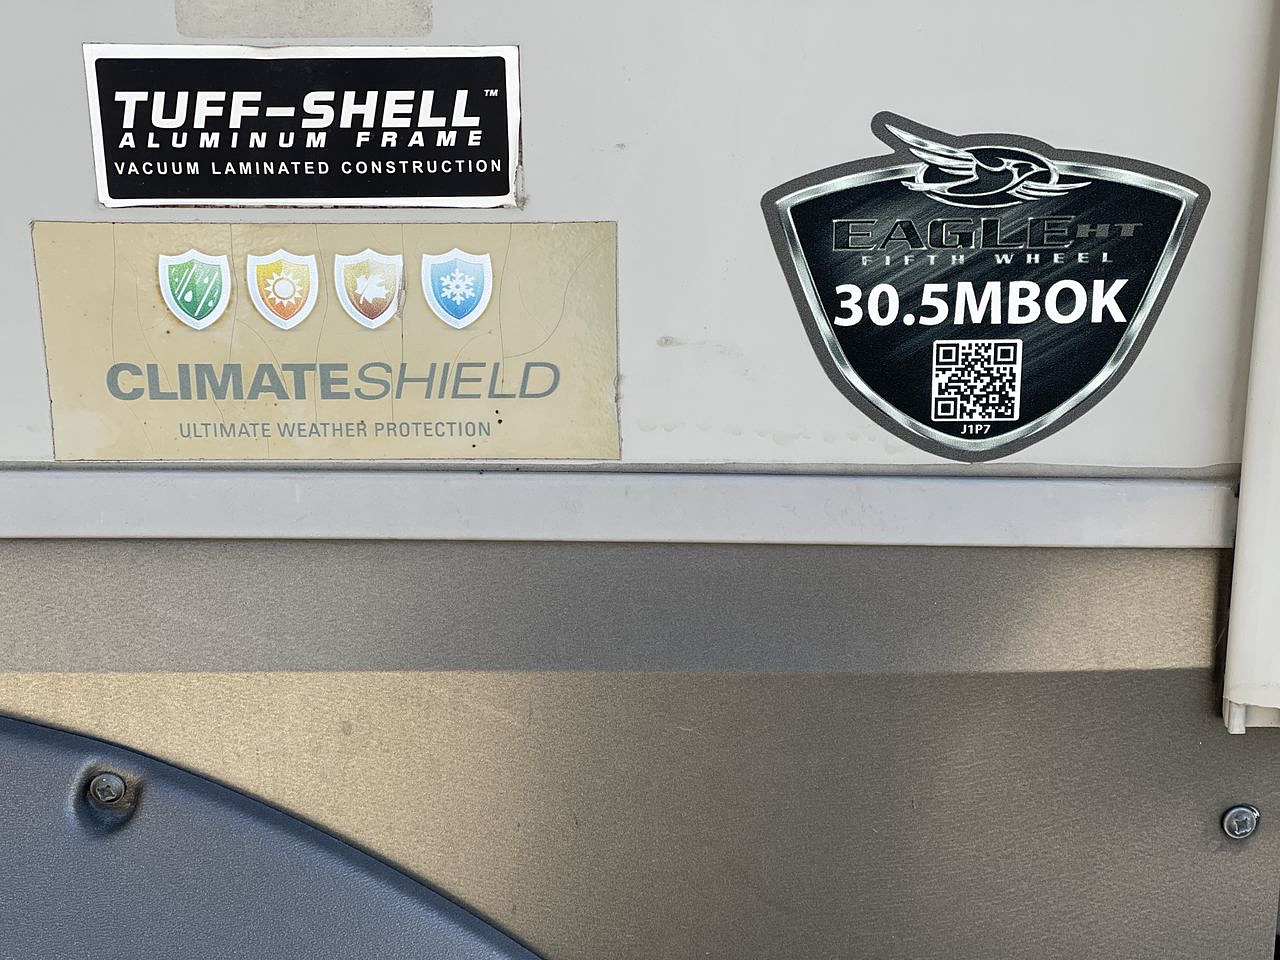 TUFF-SHELL™
ALUMINUM FRAME
VACUUM LAMINATED CONSTRUCTION
CLIMATESHIELD
ULTIMATE WEATHER PROTECTION
EAGLE HT
FIFTH WHEEL
30.5MBOK
J1P7